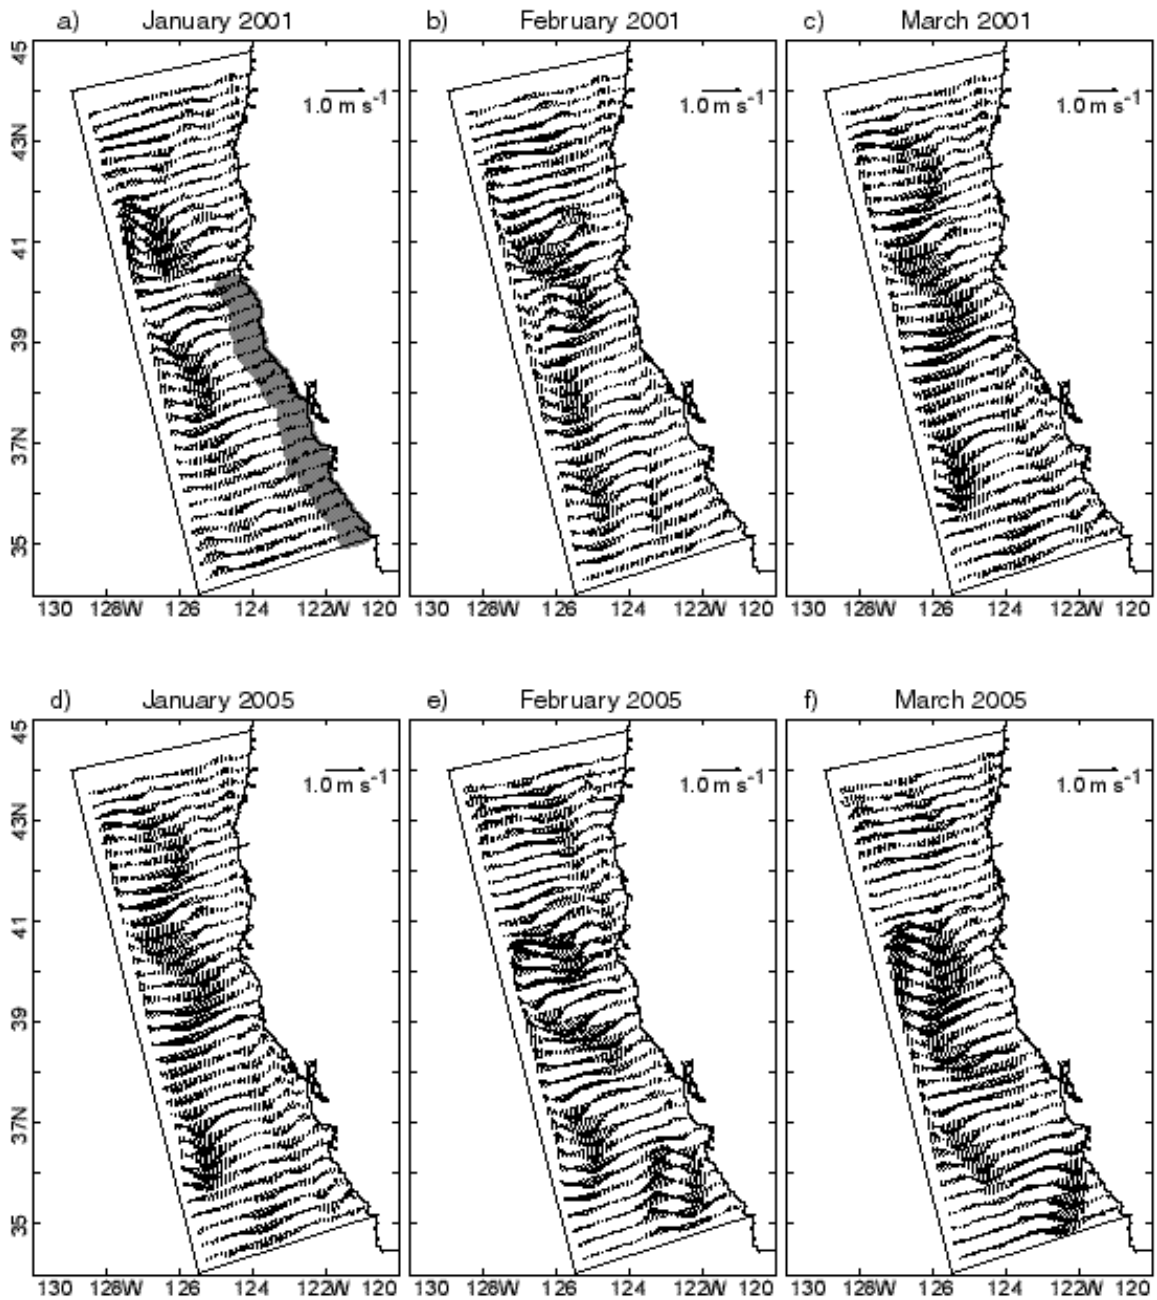 a) January 2001
b) February 2001
c) March 2001
45
43N
41
39
37N
35
1.0 m s-1
1.0 m s-1
1.0 m s-1
130 128W 126 124 122W 120
130 128W 126 124 122W 120
130 128W 126 124 122W 120
d) January 2005
e) February 2005
f) March 2005
45
43N
41
39
37N
35
1.0 m s-1
1.0 m s-1
1.0 m s-1
130 128W 126 124 122W 120
130 128W 126 124 122W 120
130 128W 126 124 122W 120